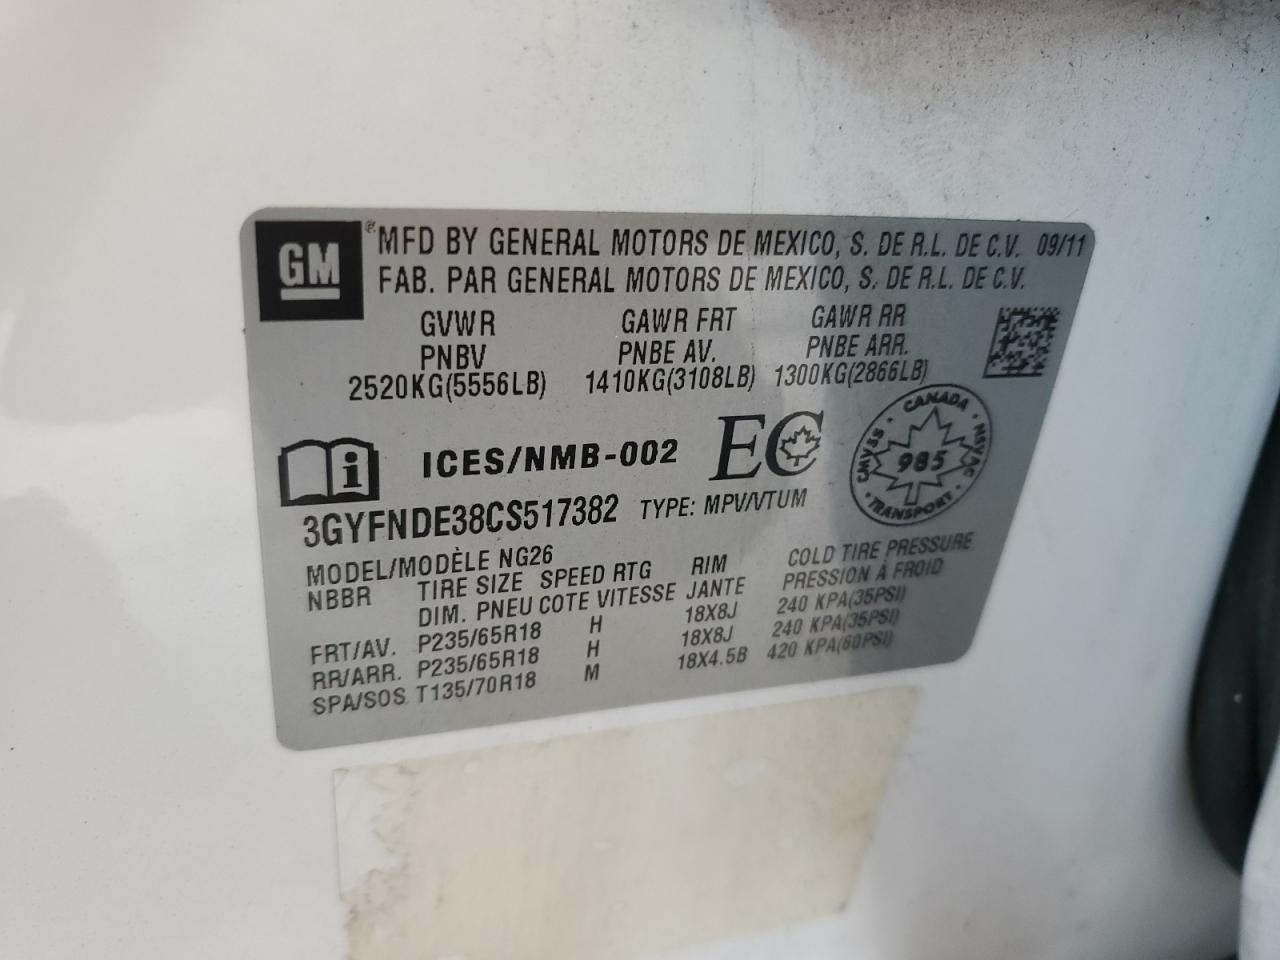 GM ® MFD BY GENERAL MOTORS DE MEXICO, S. DE R.L. DE C.V. 09/11
FAB. PAR GENERAL MOTORS DE MEXICO, S. DE R.L. DE C.V.
GVWR GAWR FRT GAWR RR
PNBV PNBE AV. PNBE ARR.
2520KG(5556LB) 1410KG(3108LB) 1300KG(2866LB)
i ICES/NMB-002 EC CANADA CMVSS NSVAC 985 TRANSPORT
3GYFNDE38CS517382 TYPE: MPV/VTUM
MODEL/MODÈLE NG26
NBBR TIRE SIZE SPEED RTG RIM COLD TIRE PRESSURE
DIM. PNEU COTE VITESSE JANTE PRESSION À FROID
FRT/AV. P235/65R18 H 18X8J 240 KPA(35PSI)
RR/ARR. P235/65R18 H 18X8J 240 KPA(35PSI)
SPA/SOS T135/70R18 M 18X4.5B 420 KPA(60PSI)